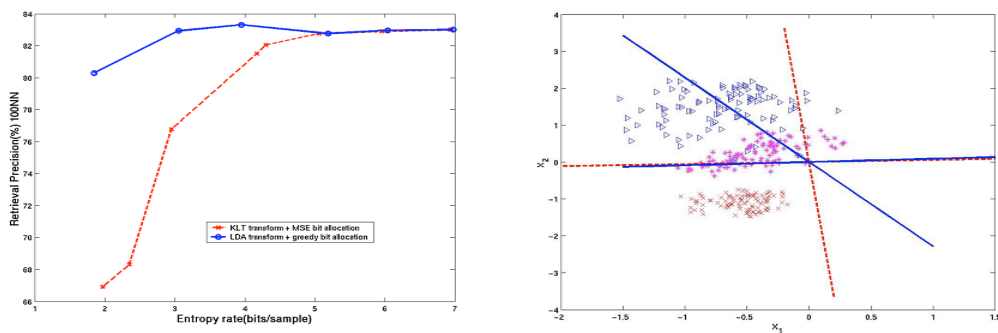 84
82
80
78
76
74
72
70
68
66
Retrieval Precision(%) 100NN
KLT transform + MSE bit allocation
LDA transform + greedy bit allocation
1 2 3 4 5 6 7
Entropy rate(bits/sample)
4
3
2
1
0
-1
-2
-3
-4
x2
-2 -1.5 -1 -0.5 0 0.5 1 1.5
x1